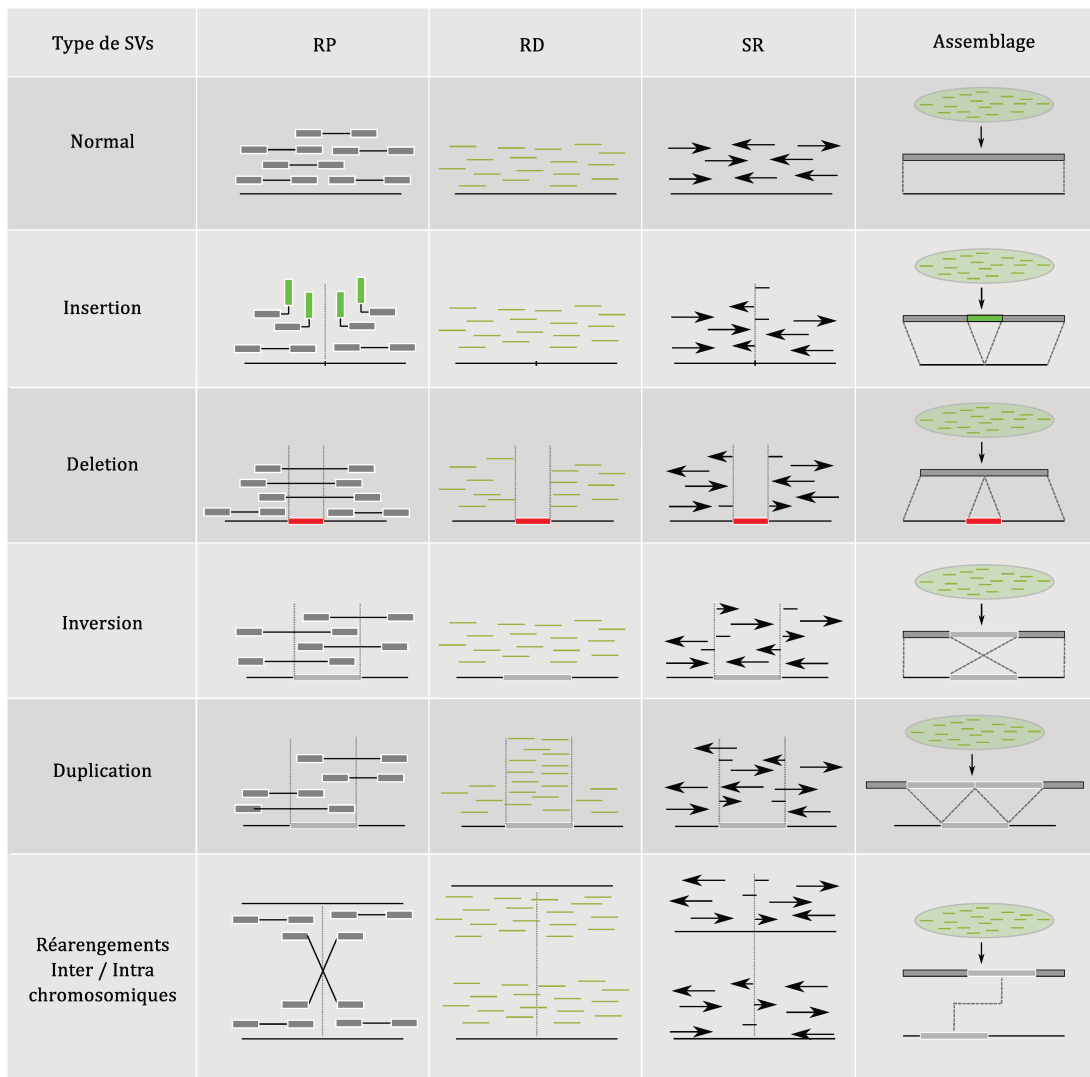 Type de SVs
RP
RD
SR
Assemblage
Normal
Insertion
Deletion
Inversion
Duplication
Réarengements
Inter / Intra
chromosomiques